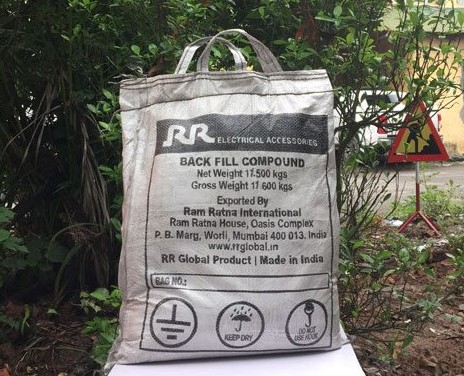 RR ELECTRICAL ACCESSORIES
BACK FILL COMPOUND
Net Weight 11.500 kgs
Gross Weight 11 600 kgs
Exported By
Ram Ratna International
Ram Ratna House, Oasis Complex
P. B. Marg, Worli, Mumbai 400 013. India
www.rrglobal.in
RR Global Product | Made in India
BAG NO.:
KEEP DRY
DO NOT
USE HOOK